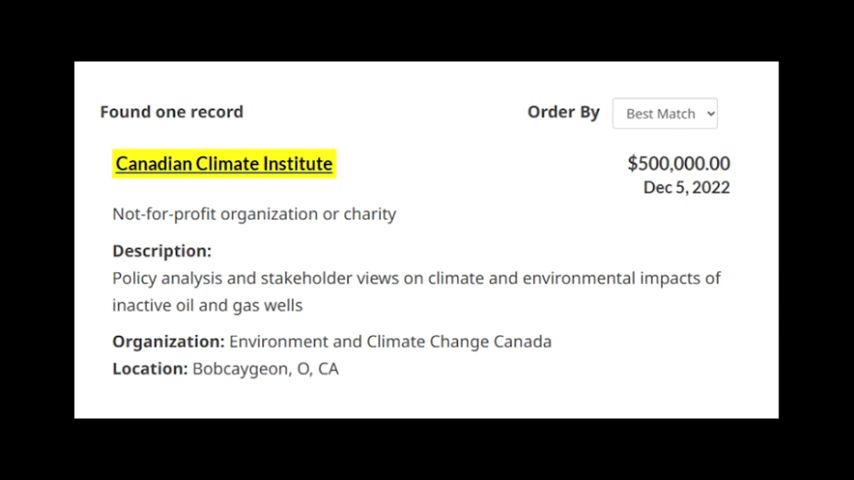 Found one record
Order By Best Match
Canadian Climate Institute
$500,000.00
Dec 5, 2022
Not-for-profit organization or charity
Description:
Policy analysis and stakeholder views on climate and environmental impacts of
inactive oil and gas wells
Organization: Environment and Climate Change Canada
Location: Bobcaygeon, O, CA